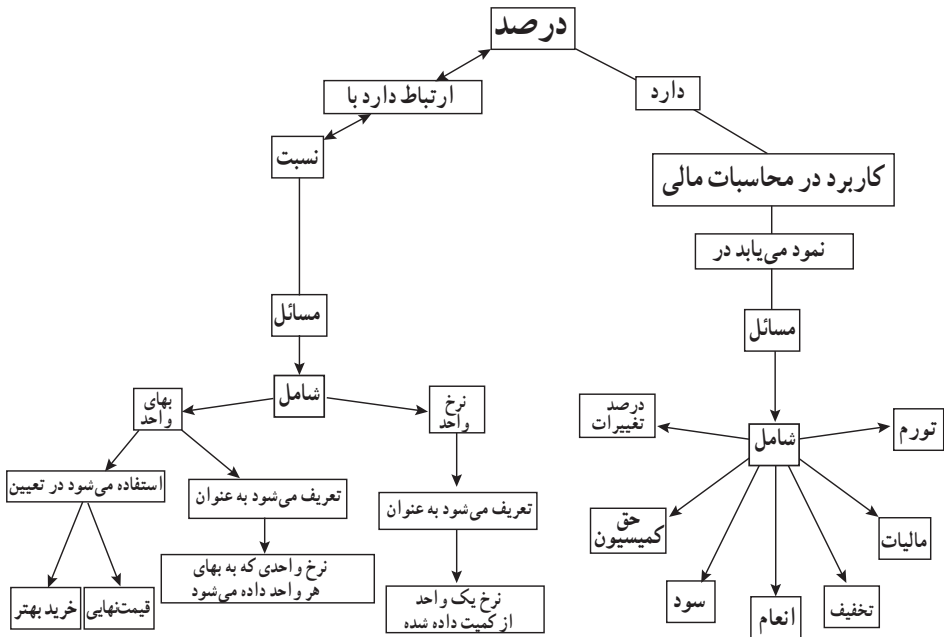 درصد
دارد
ارتباط دارد با
نسبت
کاربرد در محاسبات مالی
نمود می‌یابد در
مسائل
مسائل
شامل
نرخ
واحد
بهای
واحد
درصد
تغییرات
تورم
شامل
استفاده می‌شود در تعیین
تعریف می‌شود به عنوان
تعریف می‌شود به عنوان
حق
کمیسیون
مالیات
نرخ واحدی که به بهای
هر واحد داده می‌شود
خرید بهتر
قیمت‌نهایی
نرخ یک واحد
از کمیت داده شده
سود
انعام
تخفیف